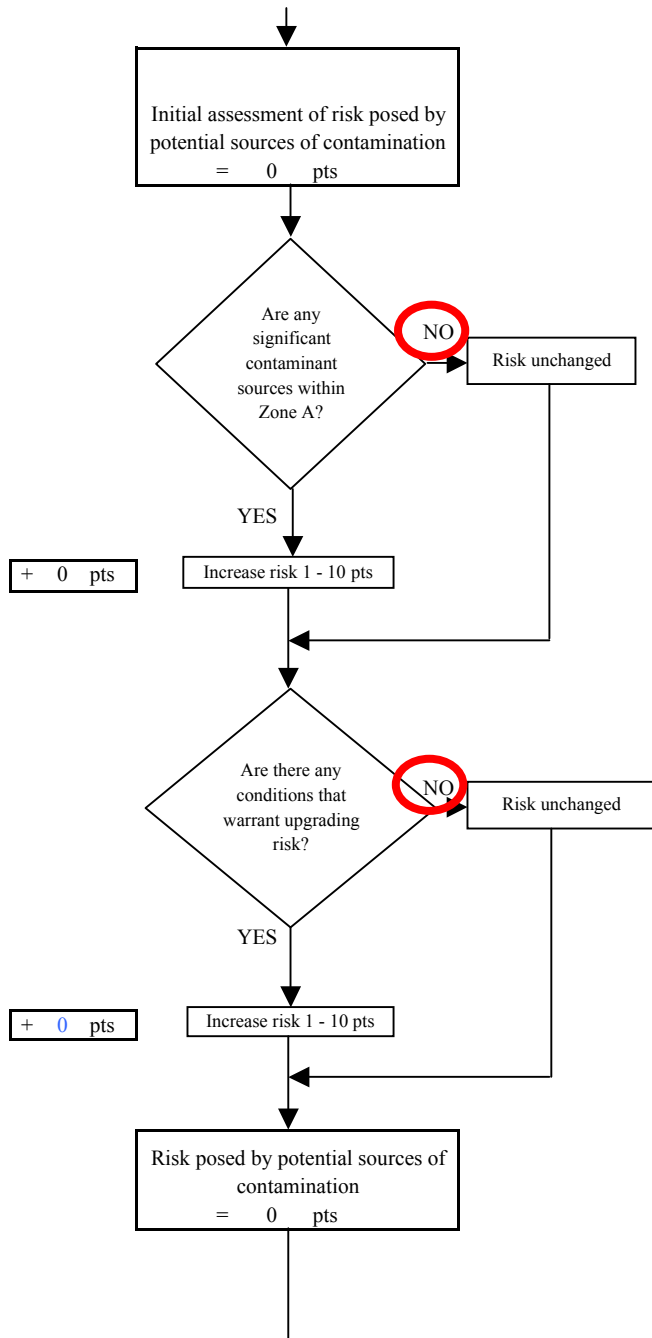 Initial assessment of risk posed by
potential sources of contamination
= 0 pts
Are any
significant
contaminant
sources within
Zone A?
NO
Risk unchanged
YES
+ 0 pts
Increase risk 1 - 10 pts
Are there any
conditions that
warrant upgrading
risk?
NO
Risk unchanged
YES
+ 0 pts
Increase risk 1 - 10 pts
Risk posed by potential sources of
contamination
= 0 pts